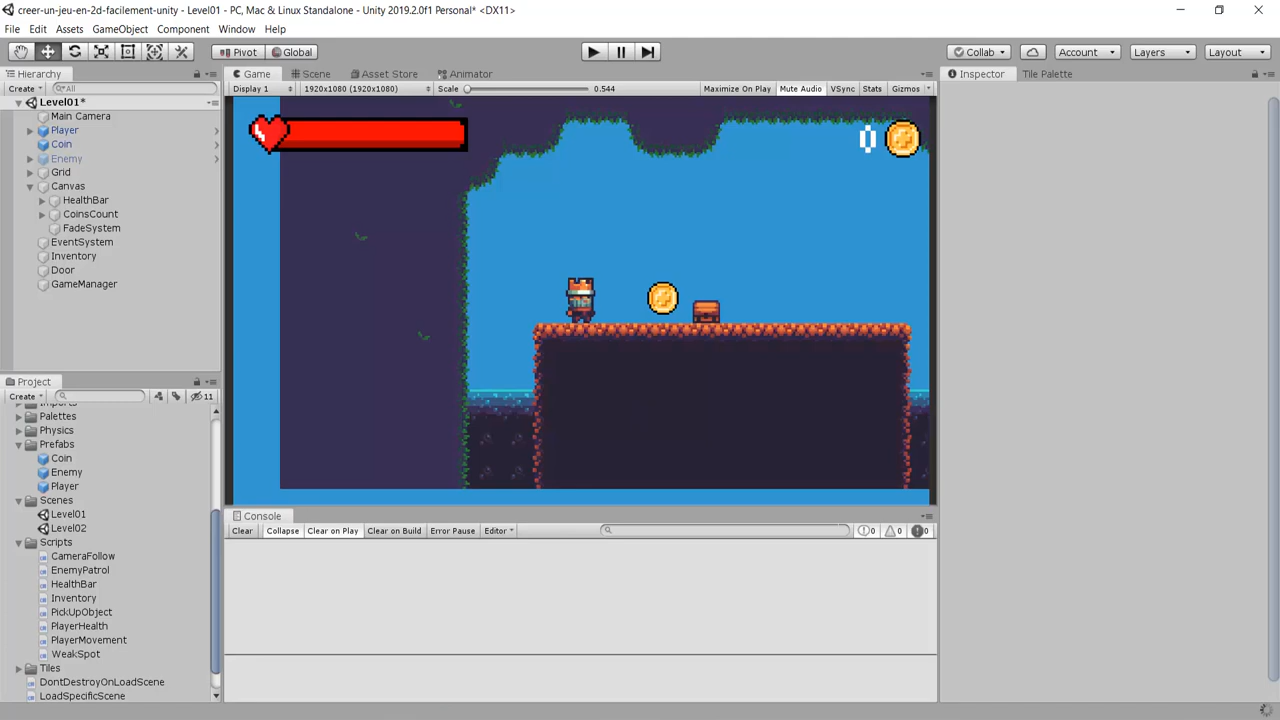 creer-un-jeu-en-2d-facilement-unity - Level01 - PC, Mac & Linux Standalone - Unity 2019.2.0f1 Personal* <DX11>
File Edit Assets GameObject Component Window Help
Pivot Global Collab Account Layers Layout
Hierarchy
Create All
Level01*
Main Camera
Player
Coin
Enemy
Grid
Canvas
HealthBar
CoinsCount
FadeSystem
EventSystem
Inventory
Door
GameManager
Project
Create 11
Palettes
Physics
Prefabs
Coin
Enemy
Player
Scenes
Level01
Level02
Scripts
CameraFollow
EnemyPatrol
HealthBar
Inventory
PickUpObject
PlayerHealth
PlayerMovement
WeakSpot
Tiles
DontDestroyOnLoadScene
LoadSpecificScene
Game Scene Asset Store Animator
Display 1 1920x1080 (1920x1080) Scale 0.544 Maximize On Play Mute Audio VSync Stats Gizmos
0
Console
Clear Collapse Clear on Play Clear on Build Error Pause Editor 0 0 0
Inspector Tile Palette